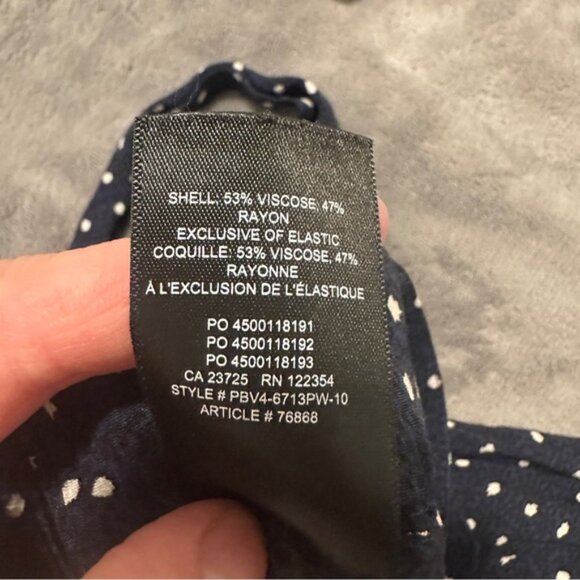 SHELL: 53% VISCOSE, 47%
RAYON
EXCLUSIVE OF ELASTIC
COQUILLE: 53% VISCOSE, 47%
RAYONNE
À L'EXCLUSION DE L'ÉLASTIQUE
PO 4500118191
PO 4500118192
PO 4500118193
CA 23725 RN 122354
STYLE # PBV4-6713PW-10
ARTICLE # 76868